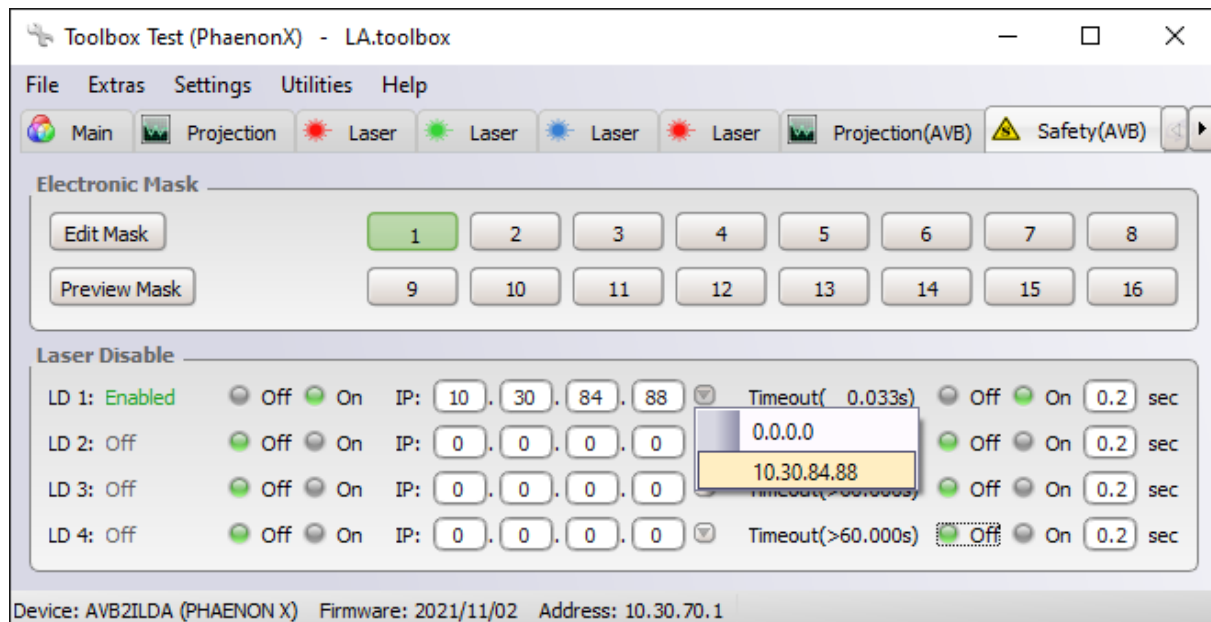 Toolbox Test (PhaenonX) - LA.toolbox
File Extras Settings Utilities Help
Main Projection Laser Laser Laser Laser Projection(AVB) Safety(AVB)
Electronic Mask
Edit Mask 1 2 3 4 5 6 7 8
Preview Mask 9 10 11 12 13 14 15 16
Laser Disable
LD 1: Enabled Off On IP: 10 . 30 . 84 . 88 Timeout( 0.033s) Off On 0.2 sec
LD 2: Off Off On IP: 0 . 0 . 0 . 0 0.0.0.0 Off On 0.2 sec
10.30.84.88
LD 3: Off Off On IP: 0 . 0 . 0 . 0 Timeout(>60.000s) Off On 0.2 sec
LD 4: Off Off On IP: 0 . 0 . 0 . 0 Timeout(>60.000s) Off On 0.2 sec
Device: AVB2ILDA (PHAENON X) Firmware: 2021/11/02 Address: 10.30.70.1